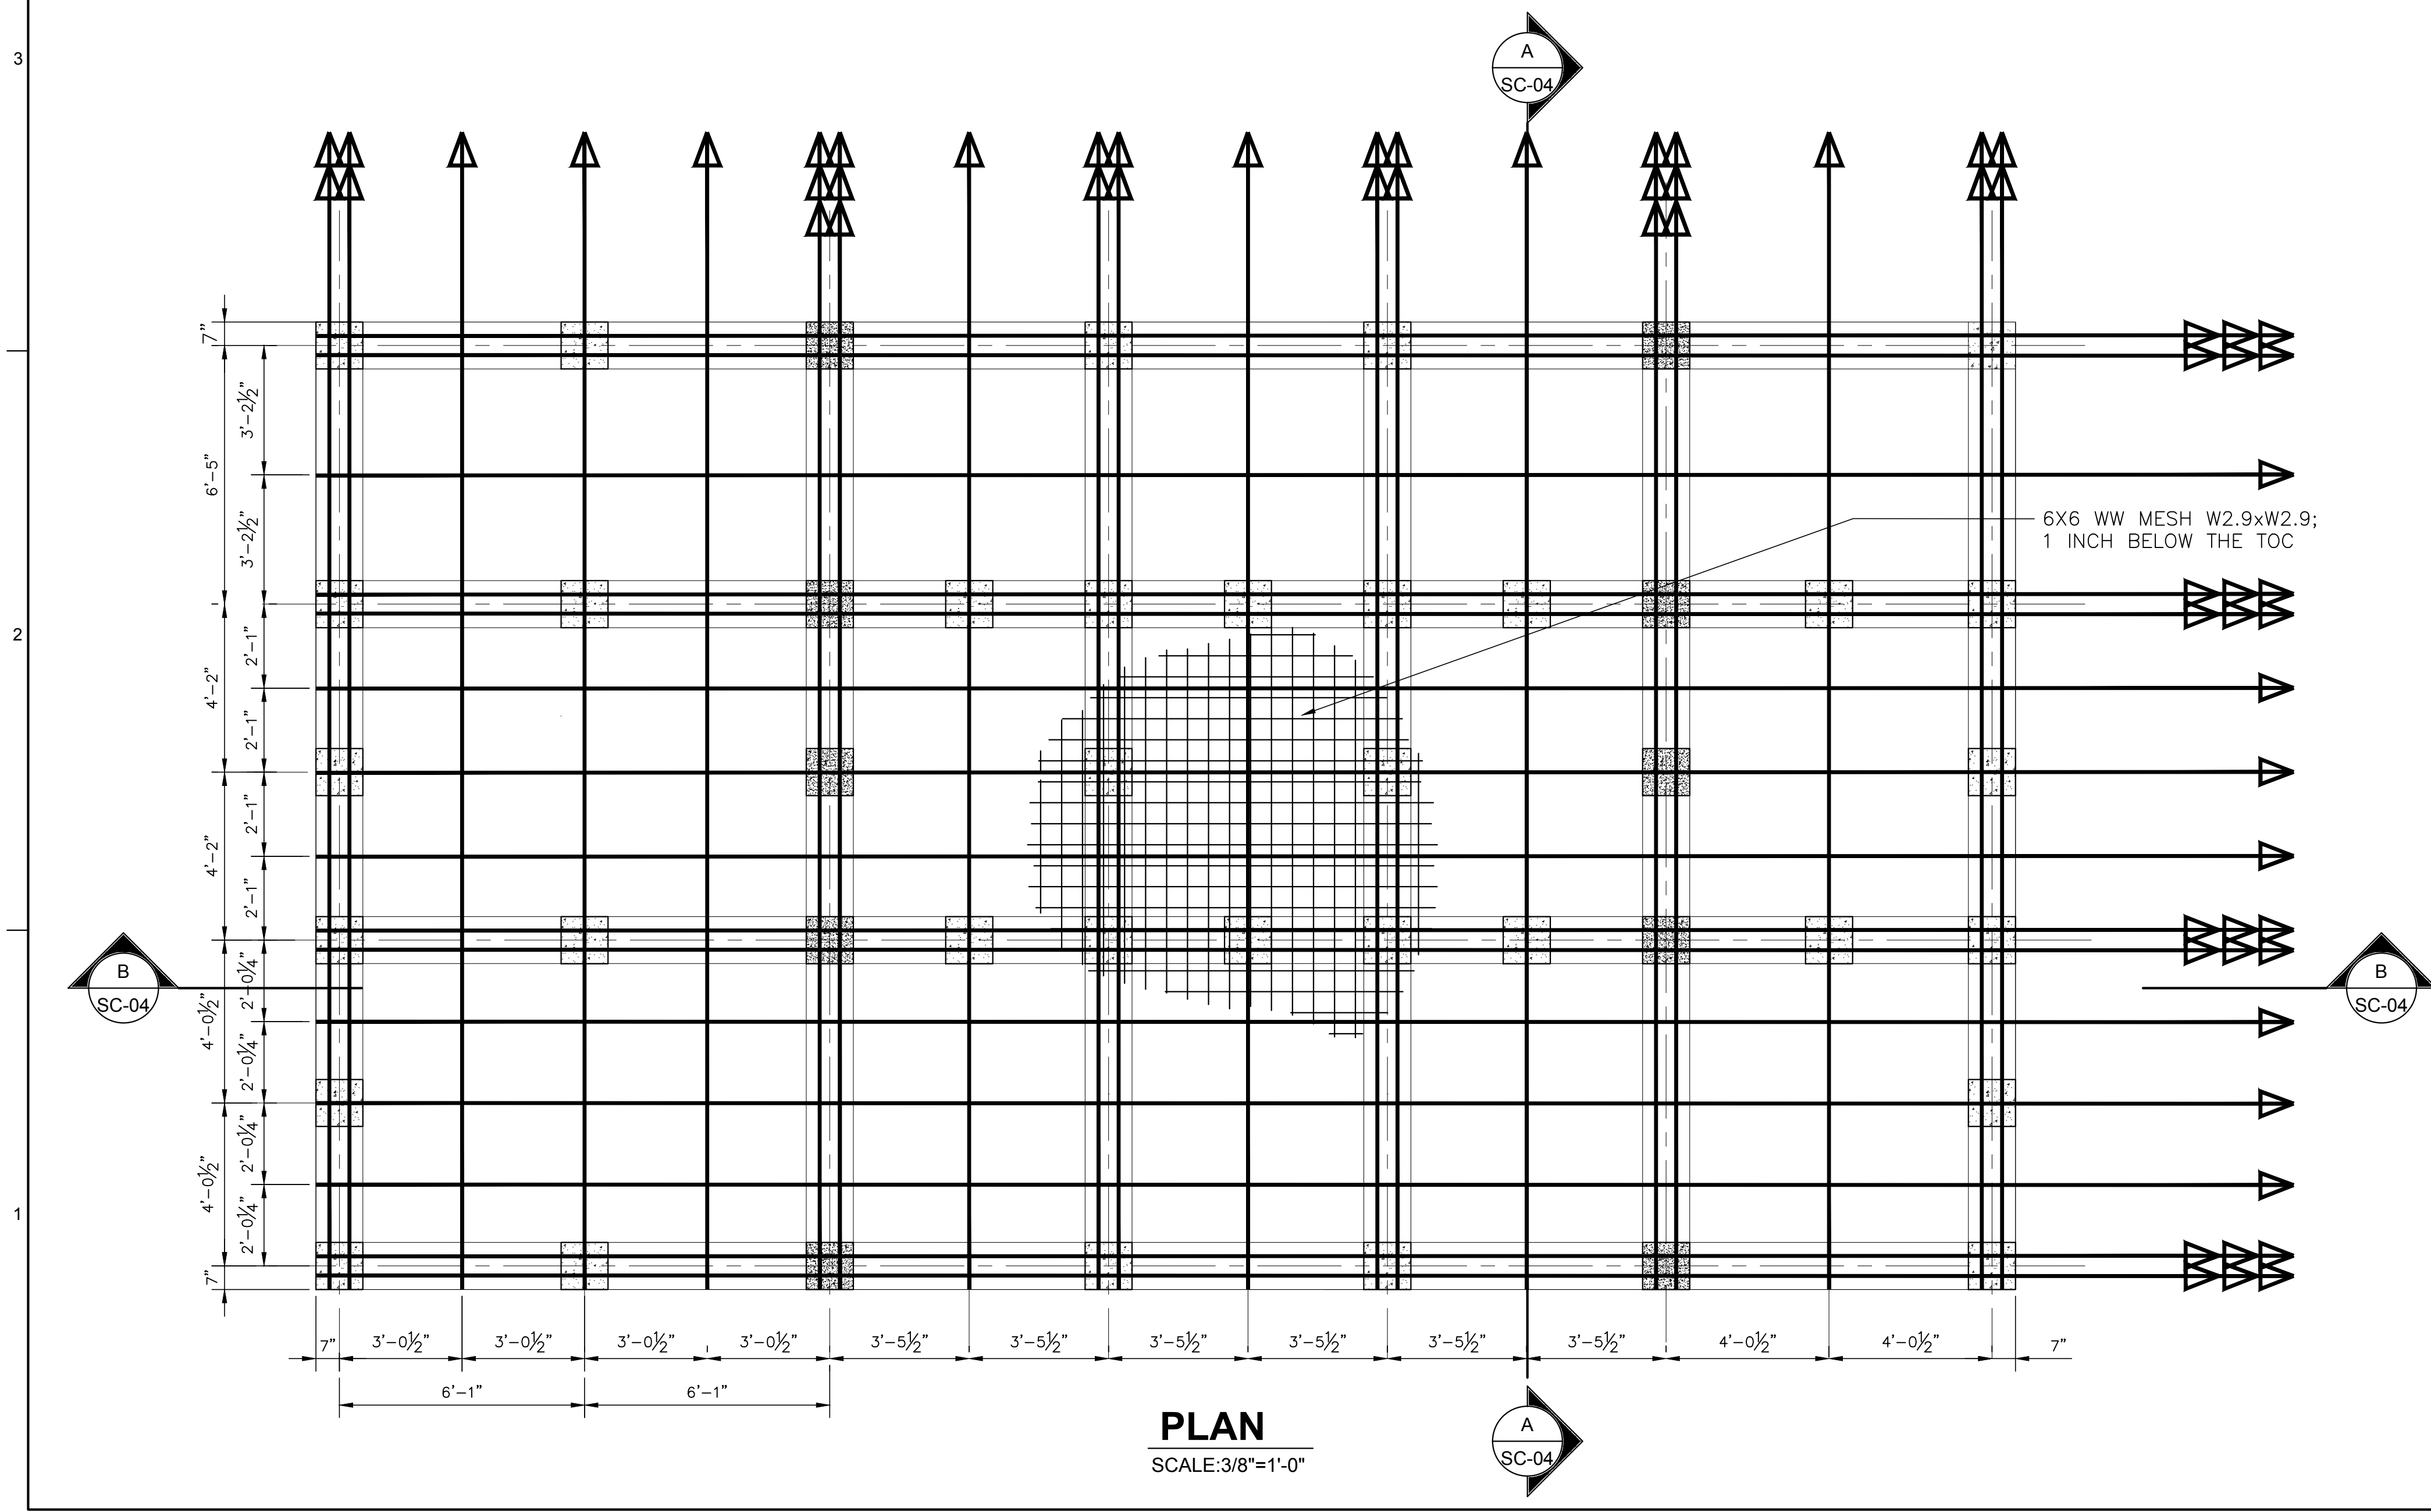 3
A
SC-04
7"
3'-2½"
6'-5"
3'-2½"
6X6 WW MESH W2.9xW2.9;
1 INCH BELOW THE TOC
2
2'-1"
4'-2"
2'-1"
2'-1"
4'-2"
2'-1"
B
SC-04
B
SC-04
2'-0¼"
4'-0½"
2'-0¼"
2'-0¼"
4'-0½"
1
2'-0¼"
7"
7" 3'-0½" 3'-0½" 3'-0½" 3'-0½" 3'-5½" 3'-5½" 3'-5½" 3'-5½" 3'-5½" 3'-5½" 4'-0½" 4'-0½" 7"
6'-1" 6'-1"
PLAN
SCALE:3/8"=1'-0"
A
SC-04